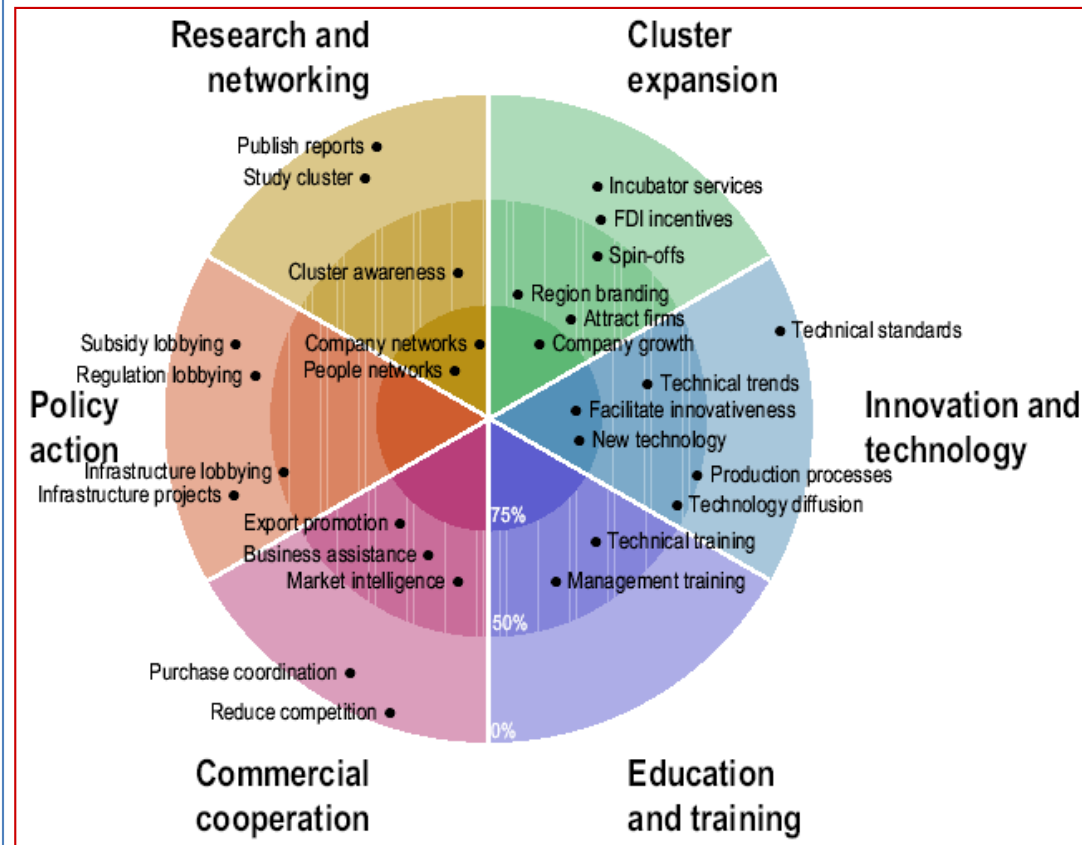 Research and
networking
Cluster
expansion
Publish reports
Study cluster
Cluster awareness
Company networks
People networks
Incubator services
FDI incentives
Spin-offs
Region branding
Attract firms
Company growth
Subsidy lobbying
Regulation lobbying
Policy
action
Infrastructure lobbying
Infrastructure projects
Technical standards
Technical trends
Facilitate innovativeness
New technology
Production processes
Technology diffusion
Innovation and
technology
Export promotion
Business assistance
Market intelligence
Purchase coordination
Reduce competition
75%
Technical training
Management training
50%
0%
Commercial
cooperation
Education
and training